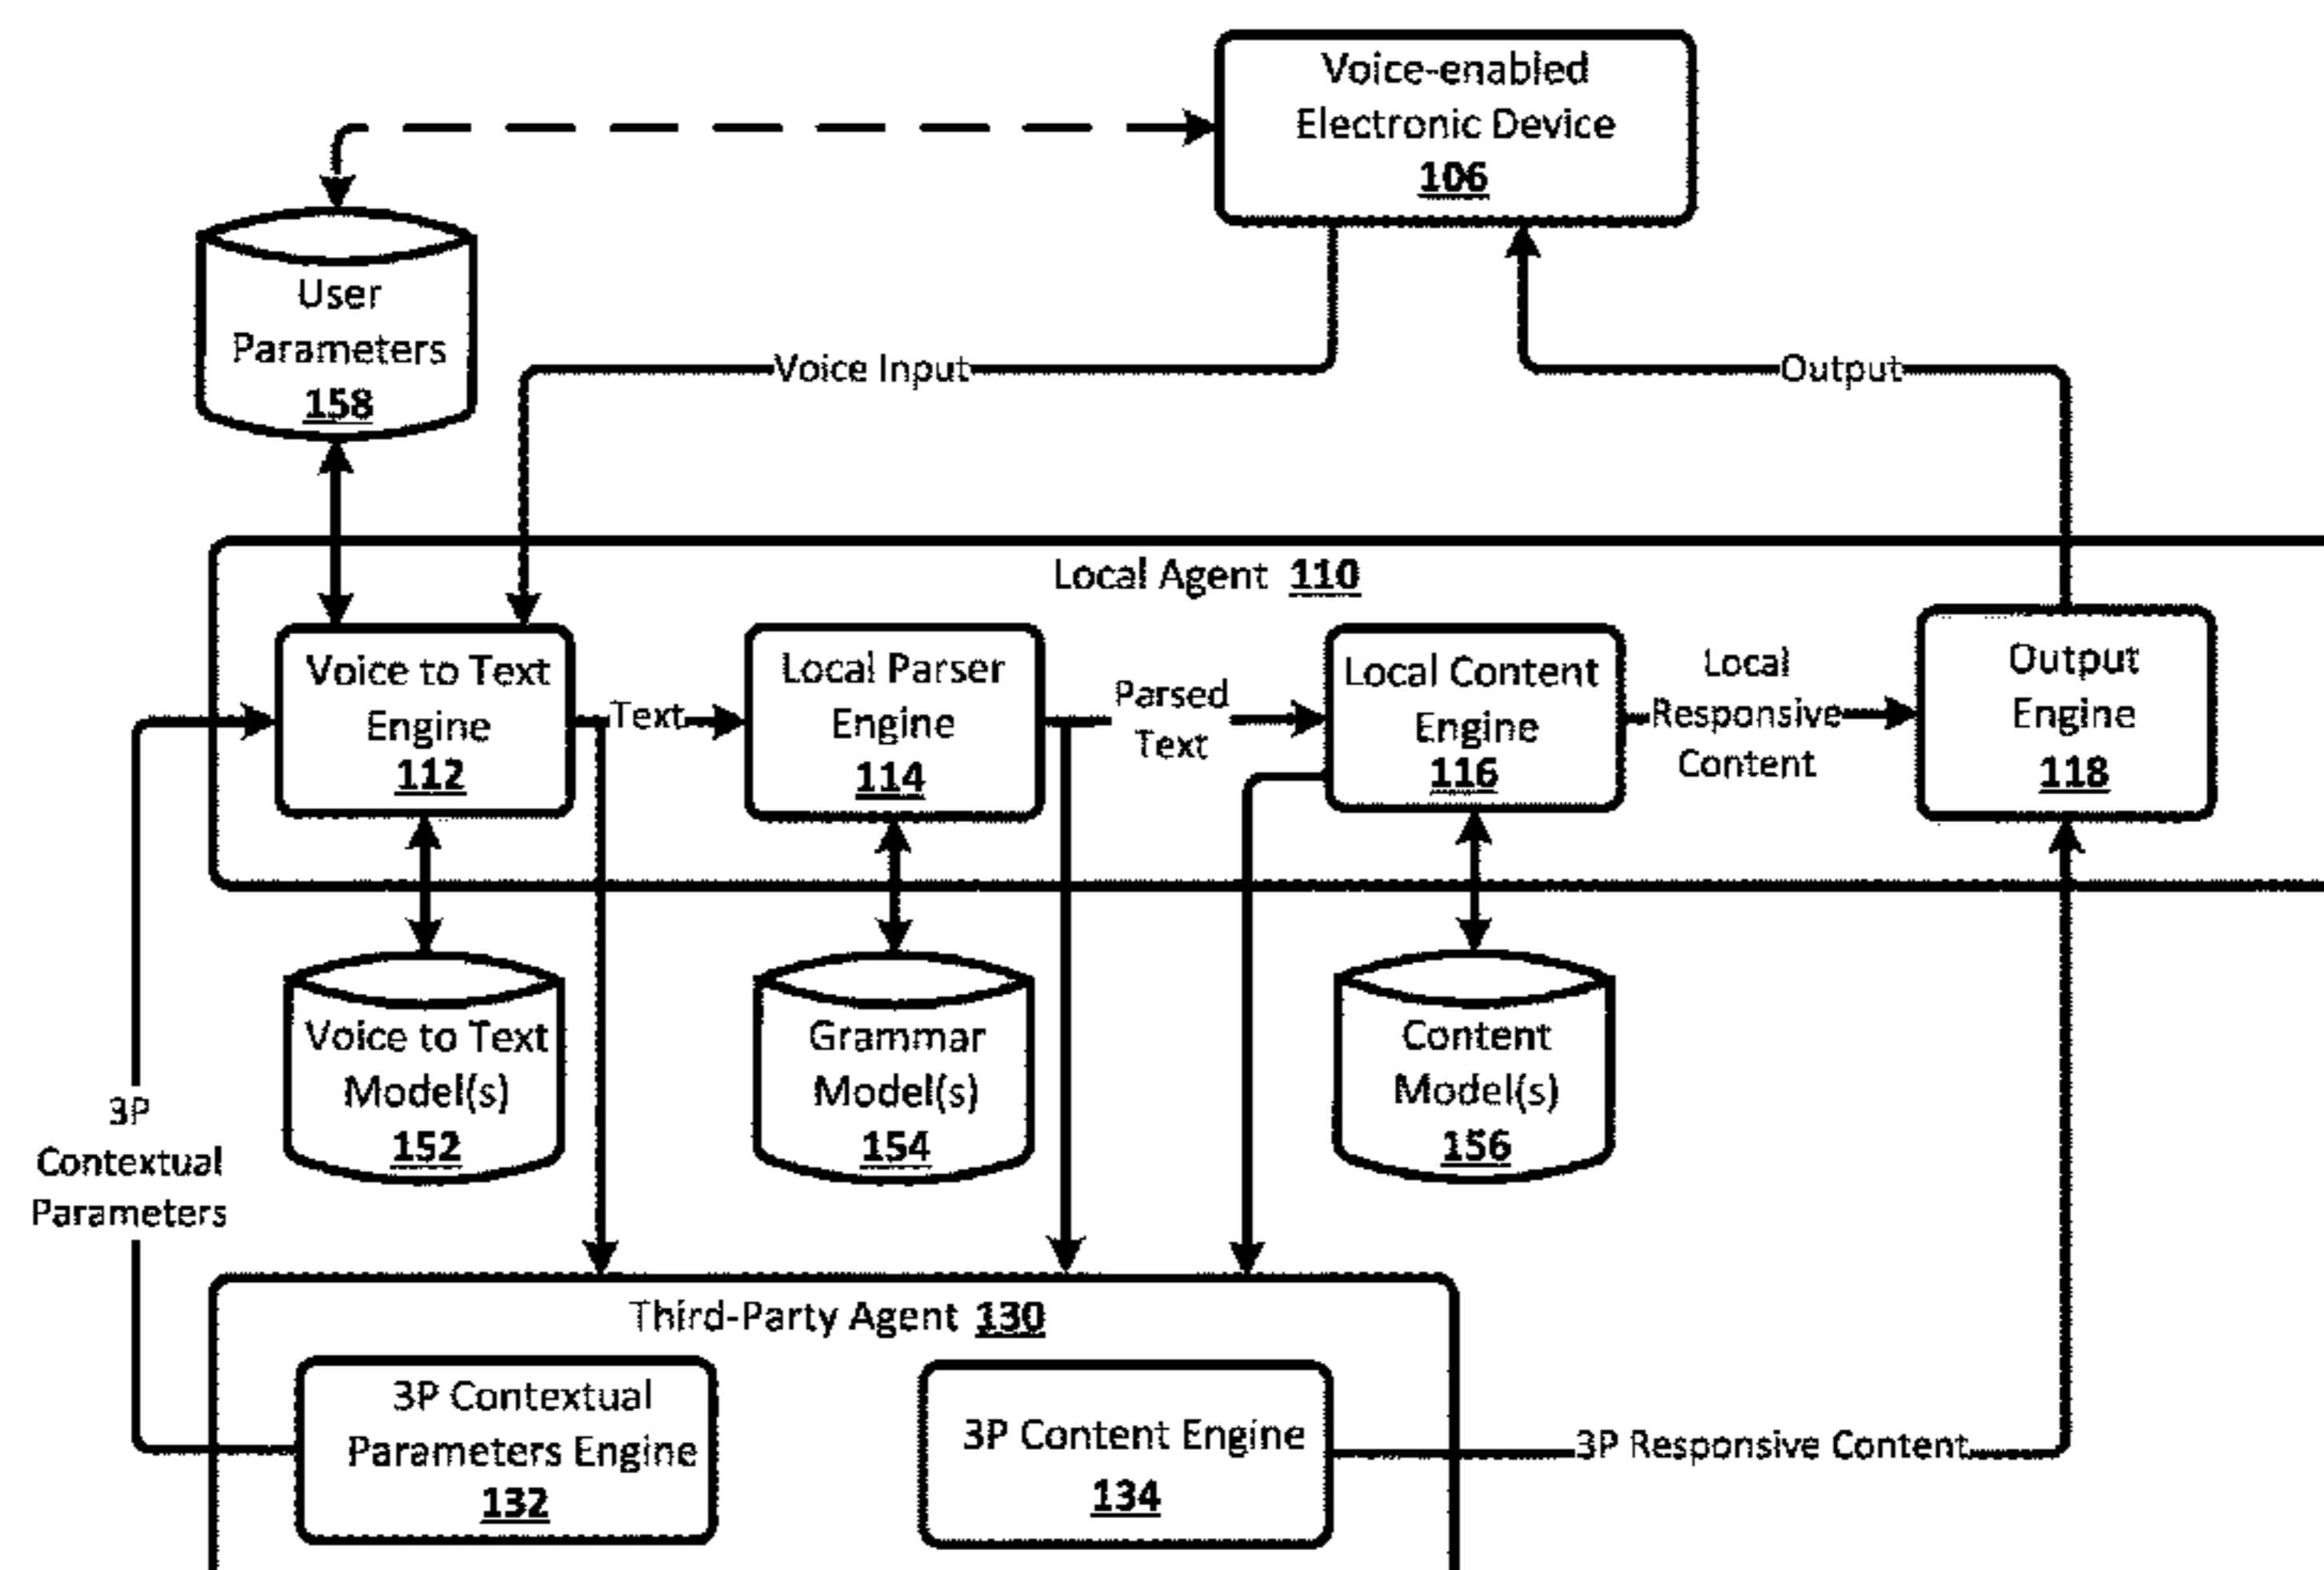 Voice-enabled
Electronic Device
106
User
Parameters
158
Voice Input
Output
Local Agent 110
Voice to Text
Engine
112
Text
Local Parser
Engine
114
Parsed
Text
Local Content
Engine
116
Local
Responsive
Content
Output
Engine
118
Voice to Text
Model(s)
152
Grammar
Model(s)
154
Content
Model(s)
156
3P
Contextual
Parameters
Third-Party Agent 130
3P Contextual
Parameters Engine
132
3P Content Engine
134
3P Responsive Content